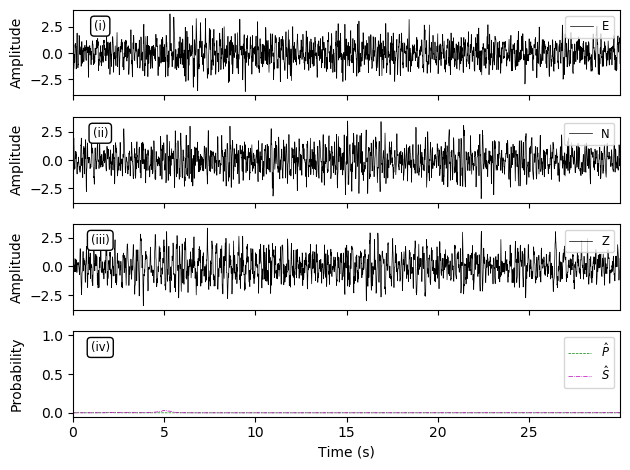 Amplitude
2.5
0.0
−2.5
(i)
E
Amplitude
2.5
0.0
−2.5
(ii)
N
Amplitude
2.5
0.0
−2.5
(iii)
Z
Probability
1.0
0.5
0.0
(iv)
P̂
Ŝ
0 5 10 15 20 25
Time (s)